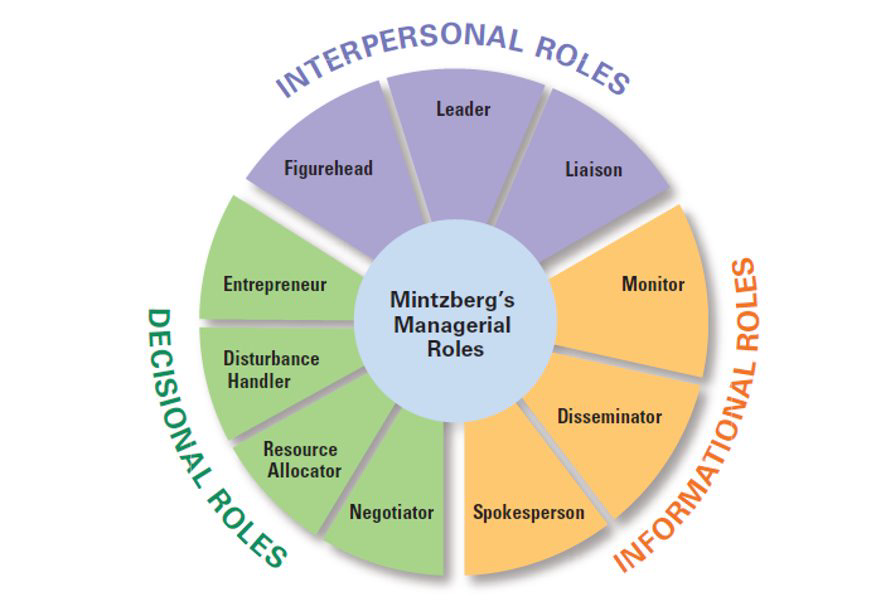 INTERPERSONAL ROLES
Leader
Figurehead
Liaison
Entrepreneur
Monitor
Mintzberg's
Managerial
Roles
Disturbance
Handler
Disseminator
Resource
Allocator
Negotiator
Spokesperson
DECISIONAL ROLES
INFORMATIONAL ROLES